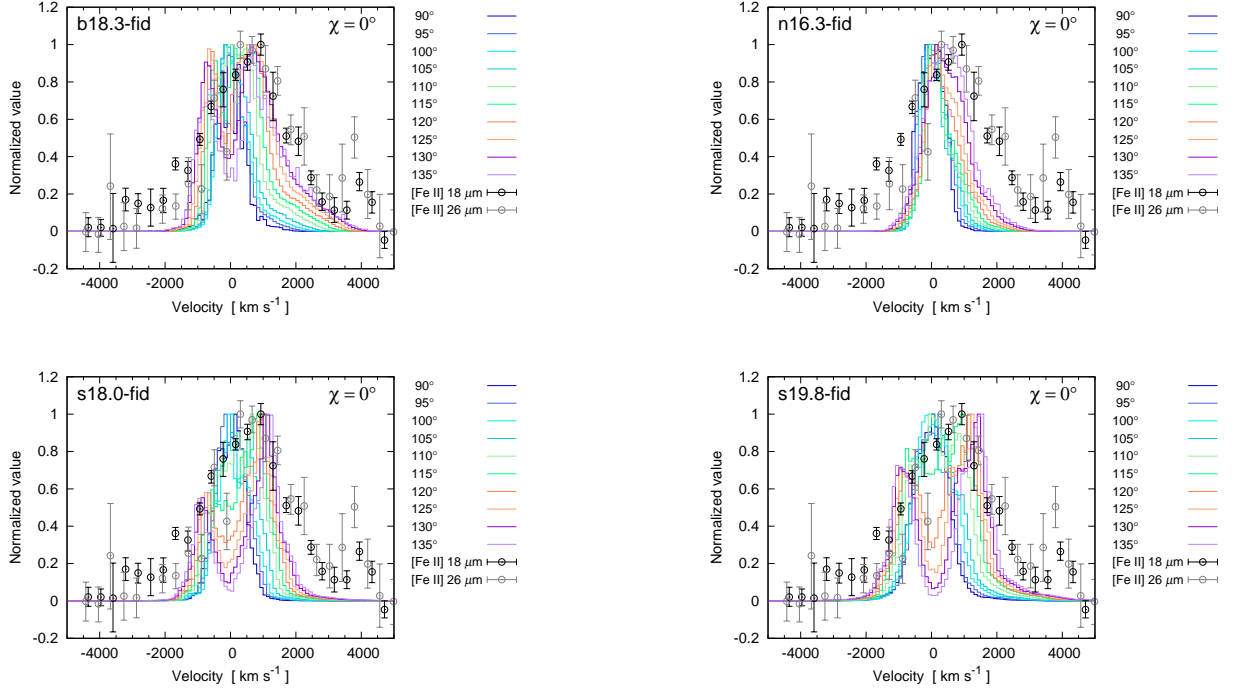 b18.3-fid
χ = 0°
1.2
1
0.8
0.6
0.4
0.2
0
-0.2
Normalized value
-4000 -2000 0 2000 4000
Velocity [ km s-1]
90°
95°
100°
105°
110°
115°
120°
125°
130°
135°
[Fe II] 18 μm
[Fe II] 26 μm
n16.3-fid
χ = 0°
1.2
1
0.8
0.6
0.4
0.2
0
-0.2
Normalized value
-4000 -2000 0 2000 4000
Velocity [ km s-1]
90°
95°
100°
105°
110°
115°
120°
125°
130°
135°
[Fe II] 18 μm
[Fe II] 26 μm
s18.0-fid
χ = 0°
1.2
1
0.8
0.6
0.4
0.2
0
-0.2
Normalized value
-4000 -2000 0 2000 4000
Velocity [ km s-1]
90°
95°
100°
105°
110°
115°
120°
125°
130°
135°
[Fe II] 18 μm
[Fe II] 26 μm
s19.8-fid
χ = 0°
1.2
1
0.8
0.6
0.4
0.2
0
-0.2
Normalized value
-4000 -2000 0 2000 4000
Velocity [ km s-1]
90°
95°
100°
105°
110°
115°
120°
125°
130°
135°
[Fe II] 18 μm
[Fe II] 26 μm